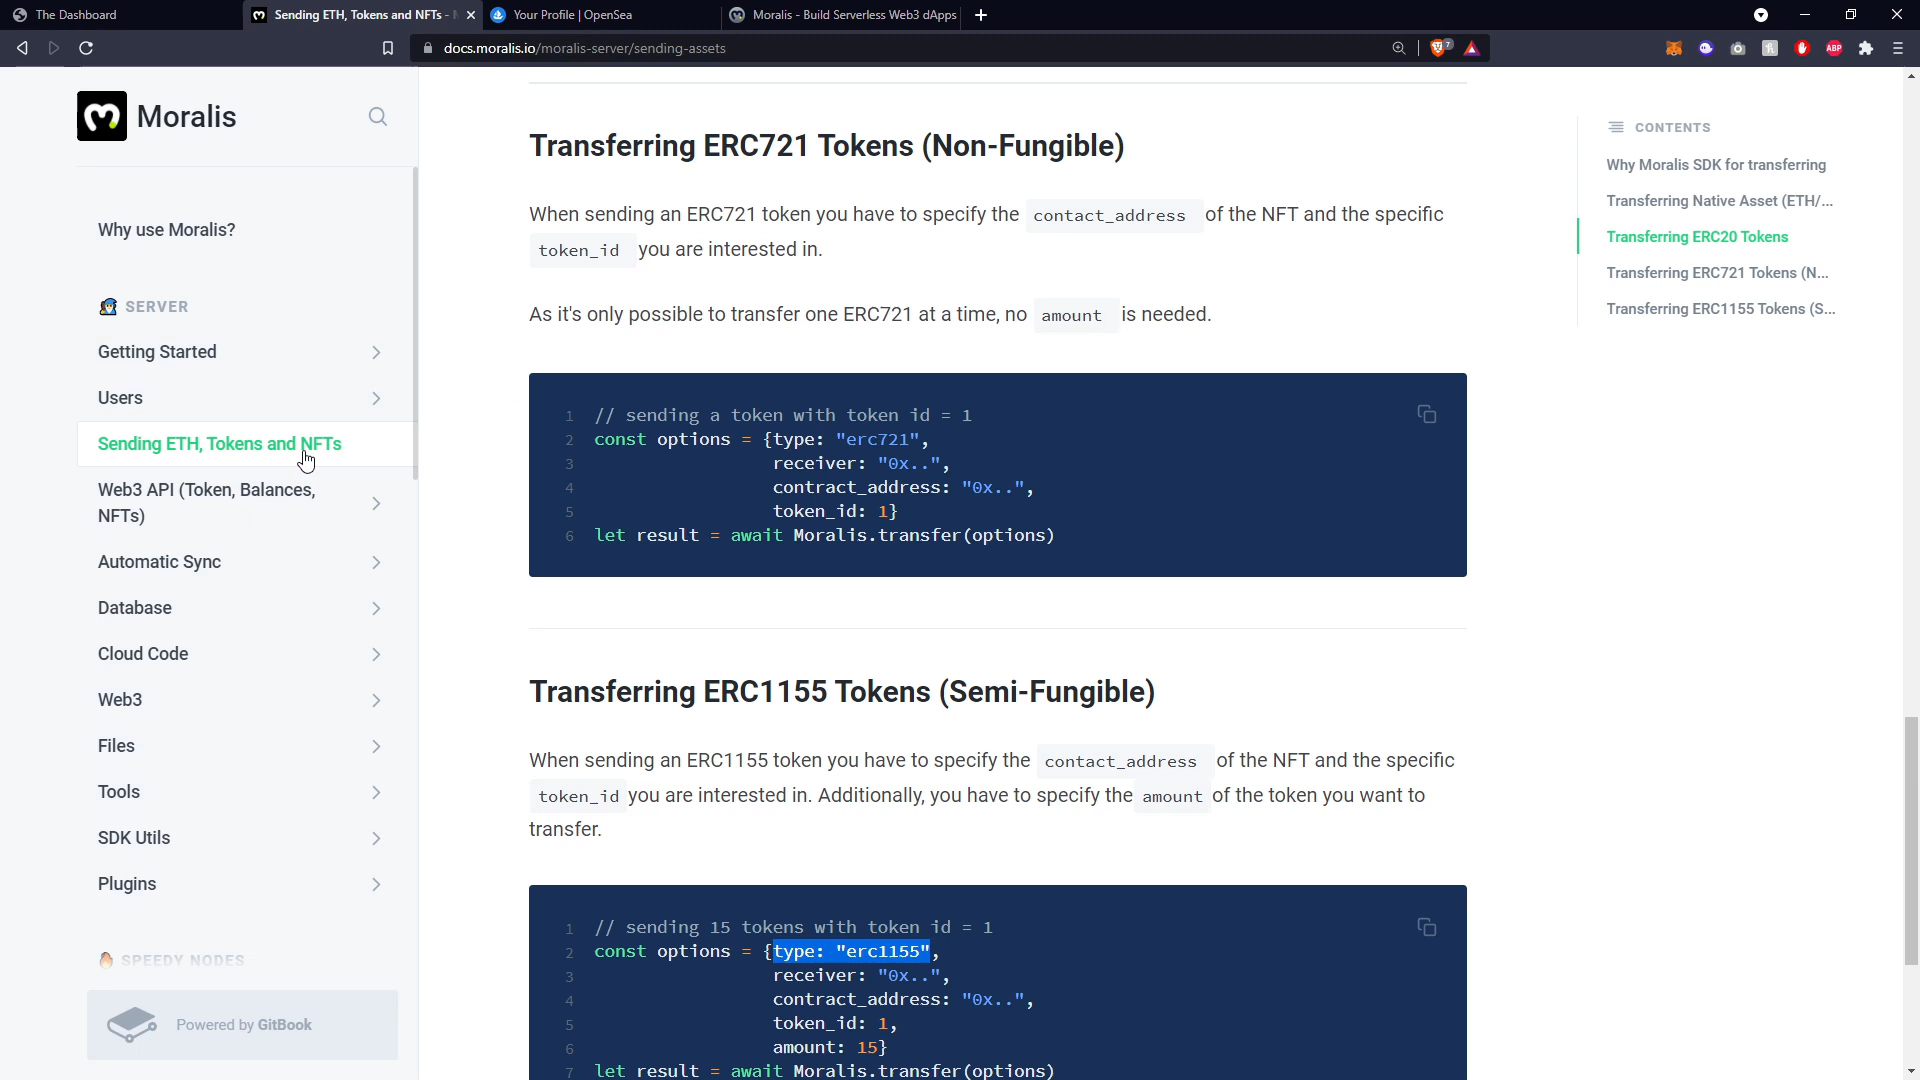 The Dashboard
Sending ETH, Tokens and NFTs -
Your Profile | OpenSea
Moralis - Build Serverless Web3 dApps
docs.moralis.io/moralis-server/sending-assets
7
ABP
Moralis
Why use Moralis?
SERVER
Getting Started
Users
Sending ETH, Tokens and NFTs
Web3 API (Token, Balances,
NFTs)
Automatic Sync
Database
Cloud Code
Web3
Files
Tools
SDK Utils
Plugins
SPEEDY NODES
Powered by GitBook
Transferring ERC721 Tokens (Non-Fungible)
When sending an ERC721 token you have to specify the contact_address of the NFT and the specific
token_id you are interested in.
As it's only possible to transfer one ERC721 at a time, no amount is needed.
1 // sending a token with token id = 1
2 const options = {type: "erc721",
3 receiver: "0x..",
4 contract_address: "0x..",
5 token_id: 1}
6 let result = await Moralis.transfer(options)
Transferring ERC1155 Tokens (Semi-Fungible)
When sending an ERC1155 token you have to specify the contact_address of the NFT and the specific
token_id you are interested in. Additionally, you have to specify the amount of the token you want to
transfer.
1 // sending 15 tokens with token id = 1
2 const options = {type: "erc1155",
3 receiver: "0x..",
4 contract_address: "0x..",
5 token_id: 1,
6 amount: 15}
7 let result = await Moralis.transfer(options)
CONTENTS
Why Moralis SDK for transferring
Transferring Native Asset (ETH/...
Transferring ERC20 Tokens
Transferring ERC721 Tokens (N...
Transferring ERC1155 Tokens (S...